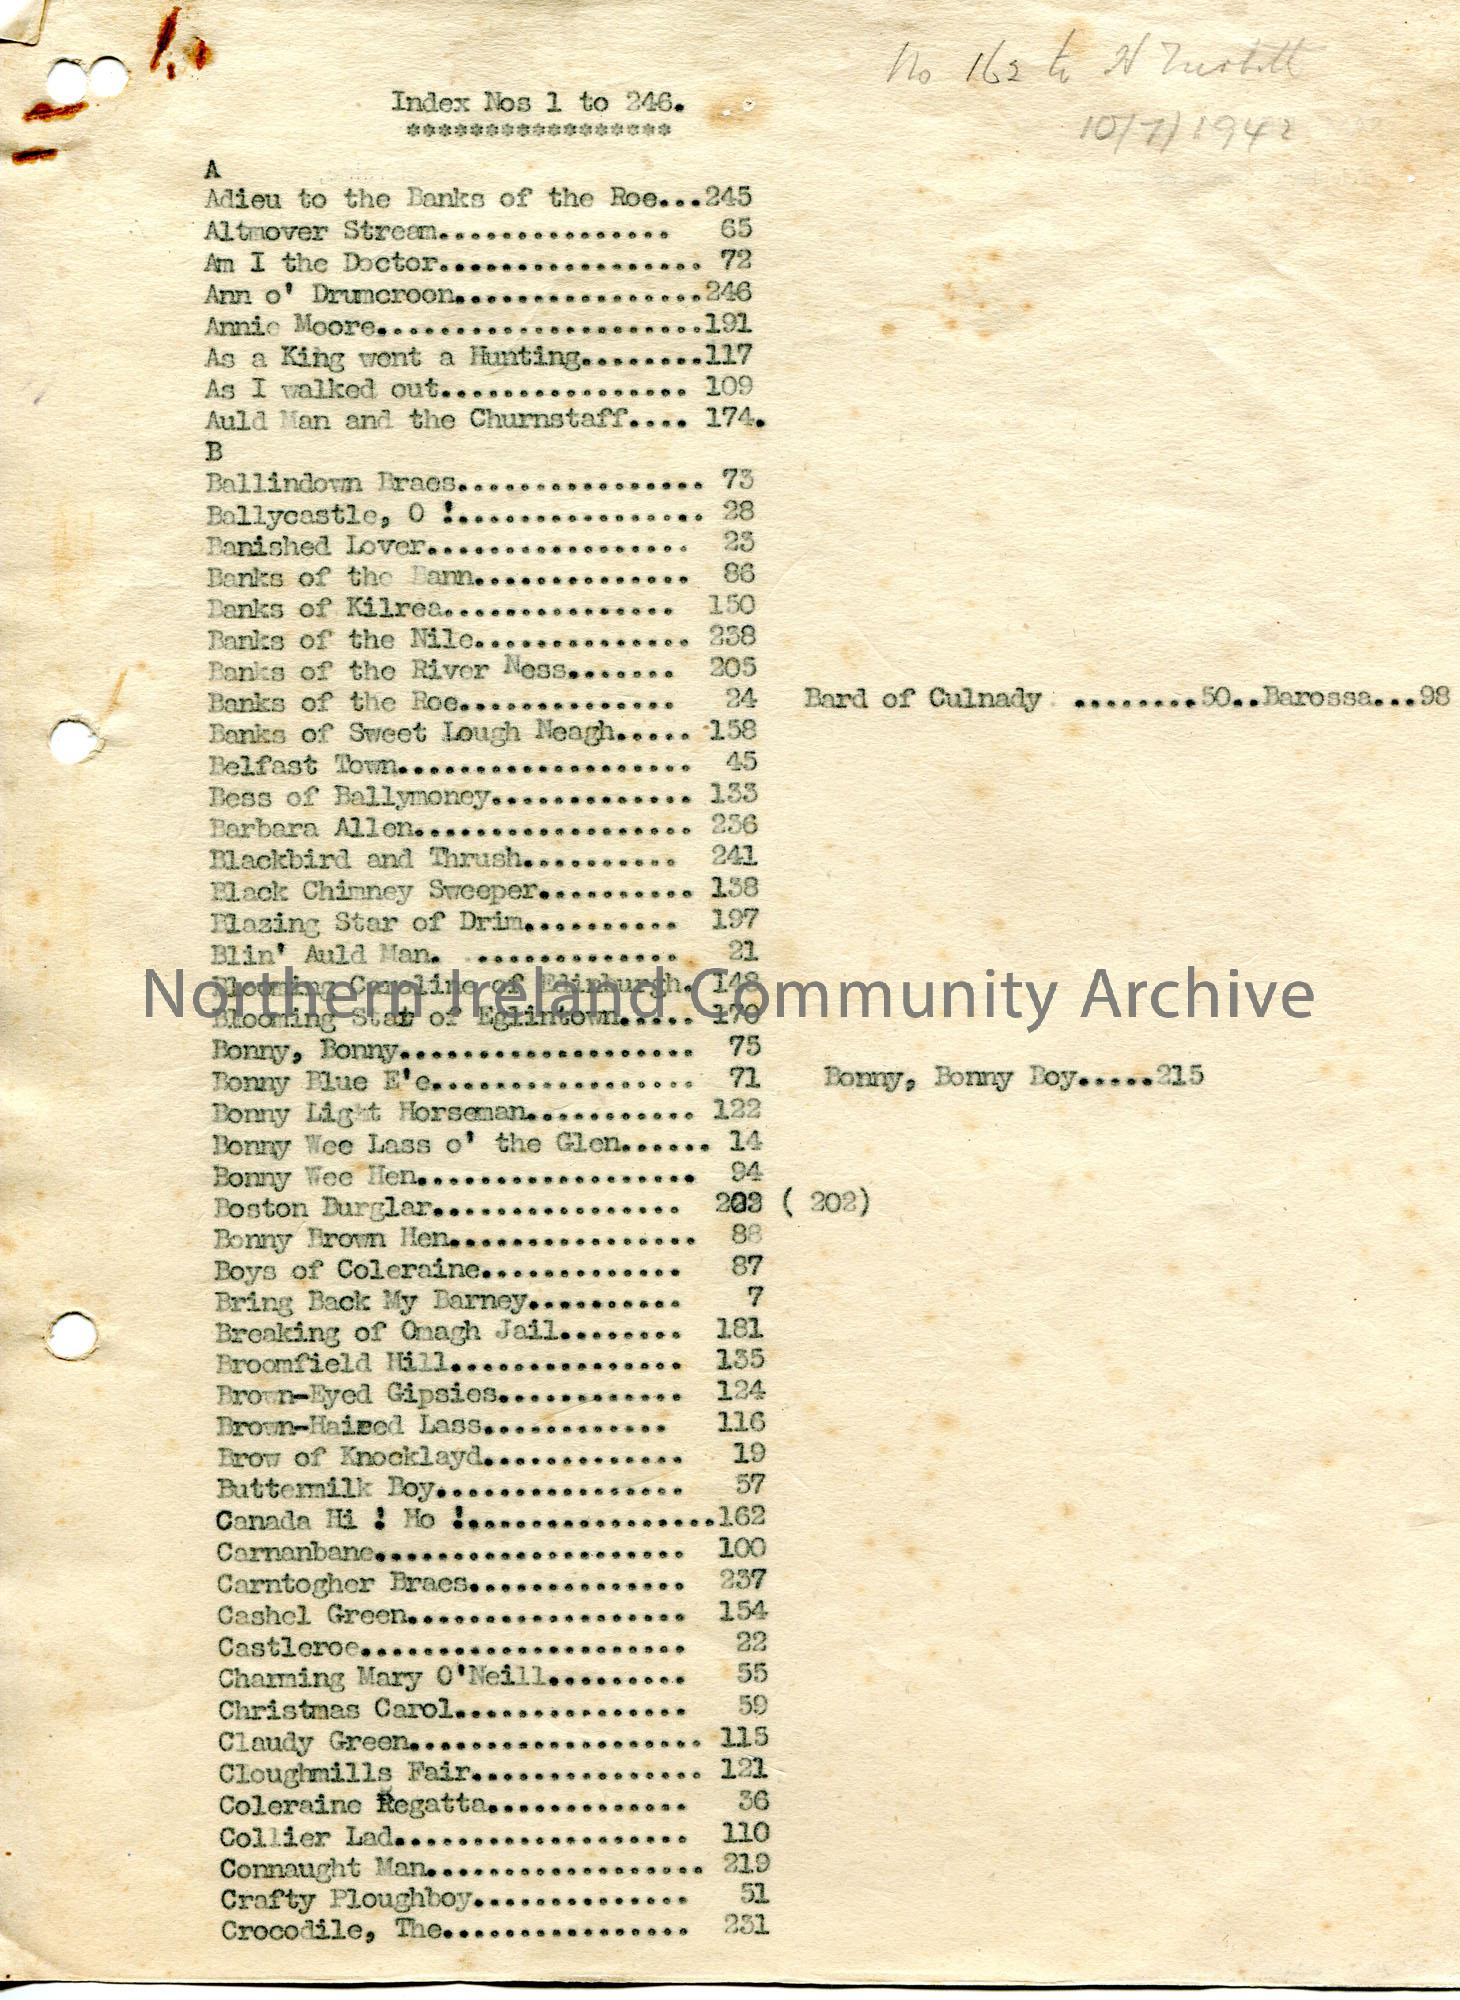 No 162 to H
10/7/1942
Index Nos 1 to 246.
*****************
A
Adieu to the Banks of the Roe...245
Altmover Stream............... 65
Am I the Doctor................. 72
Ann o' Drumcroon................246
Annie Moore.....................191
As a King went a Hunting........117
As I walked out................ 109
Auld Man and the Churnstaff.... 174.
B
Ballindown Braes................ 73
Ballycastle, O !................ 28
Banished Lover................. 23
Banks of the Bann.............. 86
Banks of Kilrea............... 150
Banks of the Nile.............. 238
Banks of the River Ness....... 205
Banks of the Roe.............. 24 Bard of Culnady ........50..Barossa...98
Banks of Sweet Lough Neagh..... 158
Belfast Town................... 45
Bess of Ballymoney............. 133
Barbara Allen.................. 236
Blackbird and Thrush.......... 241
Black Chimney Sweeper.......... 138
Blazing Star of Drim.......... 197
Blin' Auld Man. ............. 21
Blooming Caroline of Edinburgh. 148
Northern Ireland Community Archive
Blooming Star of Eglintown..... 170
Bonny, Bonny................... 75
Bonny Blue E'e................. 71 Bonny, Bonny Boy.....215
Bonny Light Horseman........... 122
Bonny Wee Lass o' the Glen...... 14
Bonny Wee Hen.................. 94
Boston Burglar................ 203 ( 202)
Bonny Brown Hen................ 88
Boys of Coleraine............. 87
Bring Back My Barney.......... 7
Breaking of Omagh Jail........ 181
Broomfield Hill............... 135
Brown-Eyed Gipsies............ 124
Brown-Haired Lass............ 116
Brow of Knocklayd............. 19
Buttermilk Boy................ 57
Canada Hi ! Ho !................162
Carnanbane.................... 100
Carntogher Braes.............. 237
Cashel Green.................. 154
Castleroe..................... 22
Charming Mary O'Neill......... 55
Christmas Carol............... 59
Claudy Green................... 115
Cloughmills Fair............... 121
Coleraine Regatta............. 36
Collier Lad................... 110
Connaught Man.................. 219
Crafty Ploughboy.............. 51
Crocodile, The................ 231